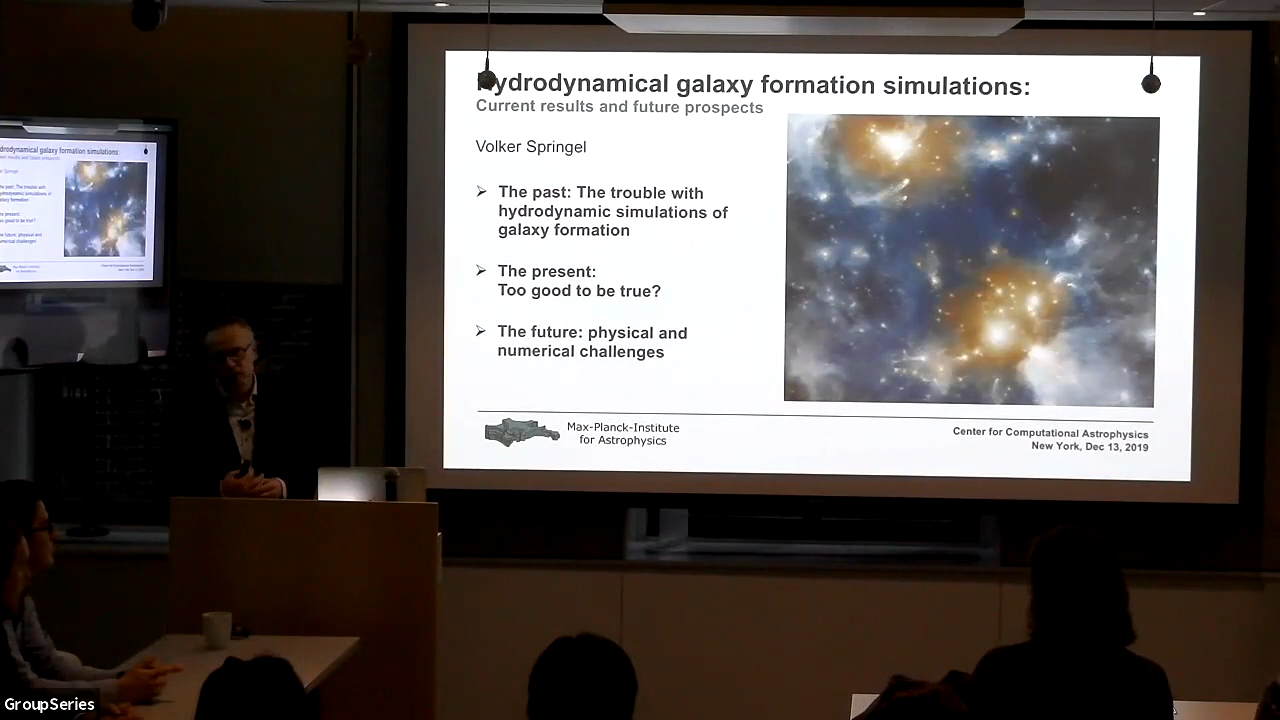 Hydrodynamical galaxy formation simulations:
Current results and future prospects
Volker Springel
The past: The trouble with
hydrodynamic simulations of
galaxy formation
The present:
Too good to be true?
The future: physical and
numerical challenges
Max-Planck-Institute
for Astrophysics
Center for Computational Astrophysics
New York, Dec 13, 2019
GroupSeries